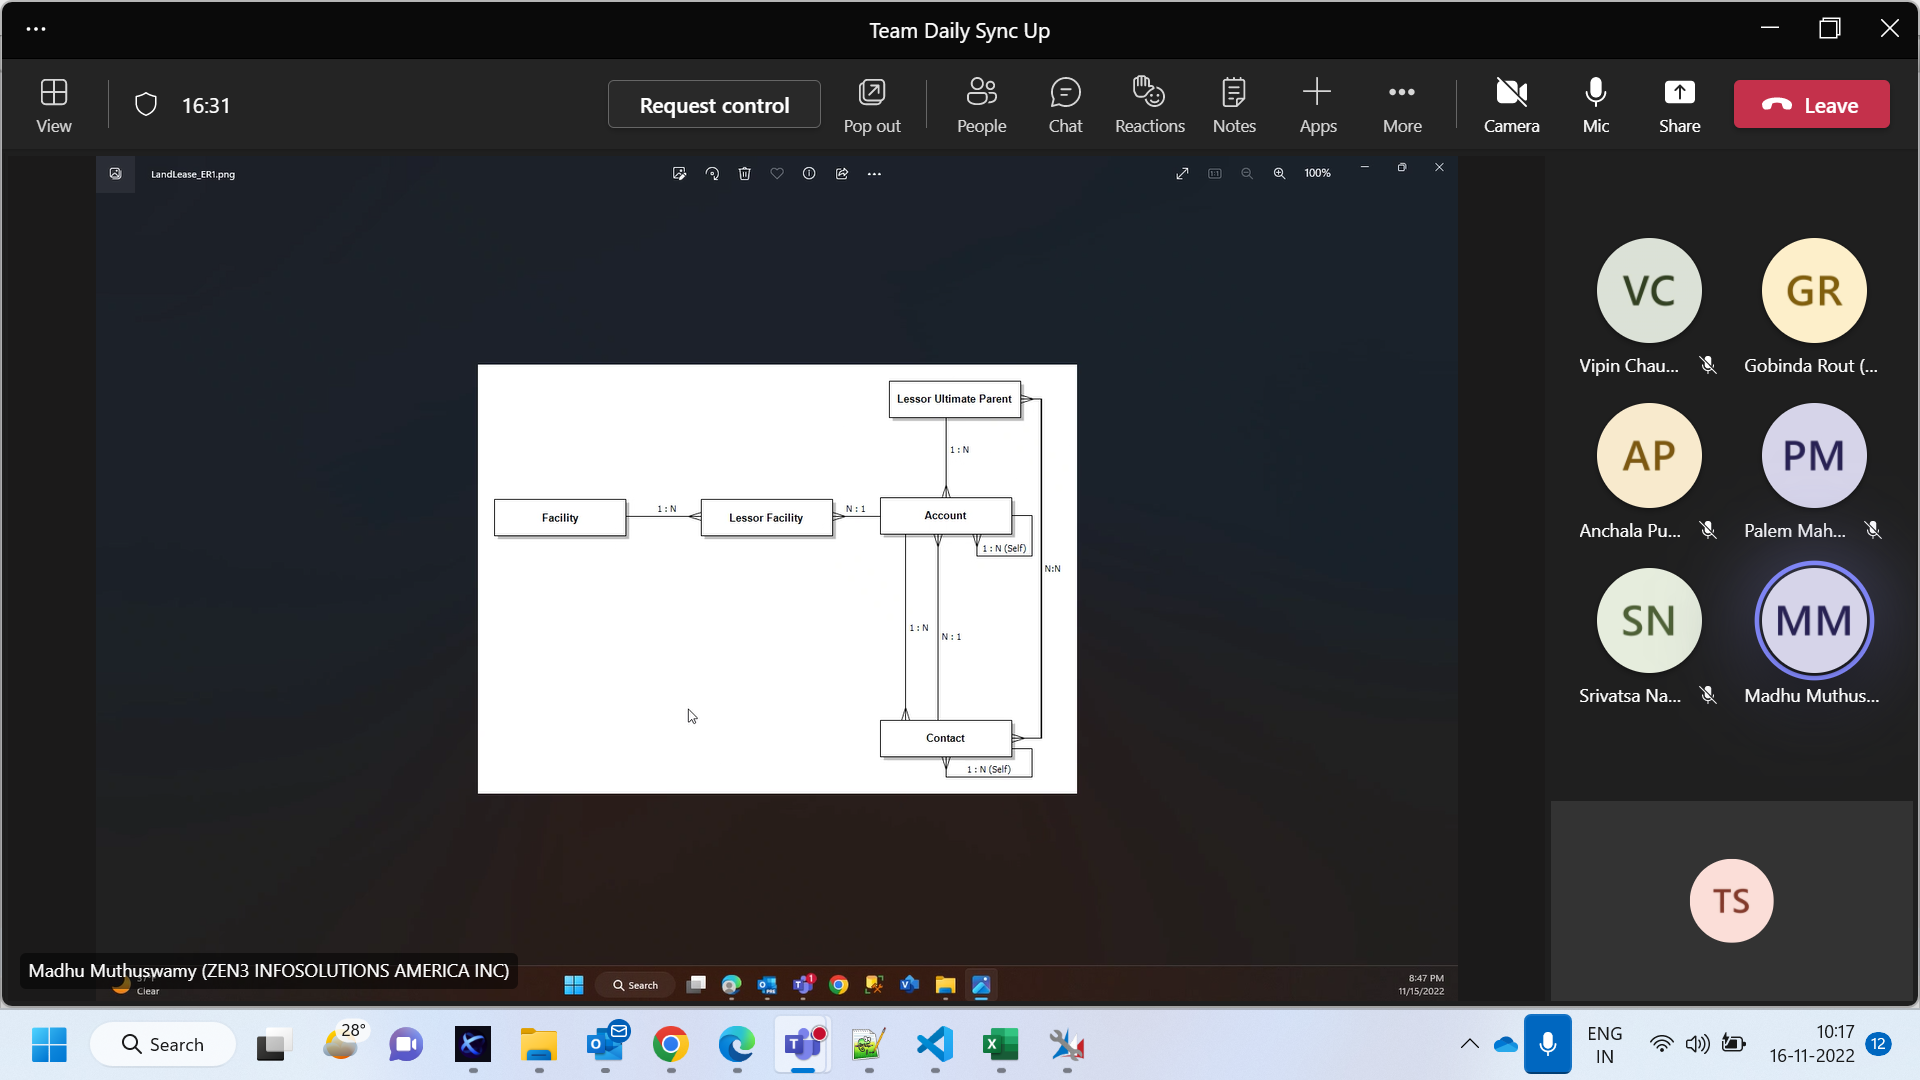 Team Daily Sync Up
View
16:31
Request control
Pop out
People
Chat
Reactions
Notes
Apps
More
Camera
Mic
Share
Leave
LandLease_ER1.png
100%
Lessor Ultimate Parent
1 : N
Facility
1 : N
Lessor Facility
N : 1
Account
1 : N (Self)
N:N
1 : N
N : 1
Contact
1 : N (Self)
VC
GR
Vipin Chau...
Gobinda Rout (...
AP
PM
Anchala Pu...
Palem Mah...
SN
MM
Srivatsa Na...
Madhu Muthus...
TS
Madhu Muthuswamy (ZEN3 INFOSOLUTIONS AMERICA INC)
Clear
Search
8:47 PM
11/15/2022
Search
28°
ENG
IN
10:17
16-11-2022
12